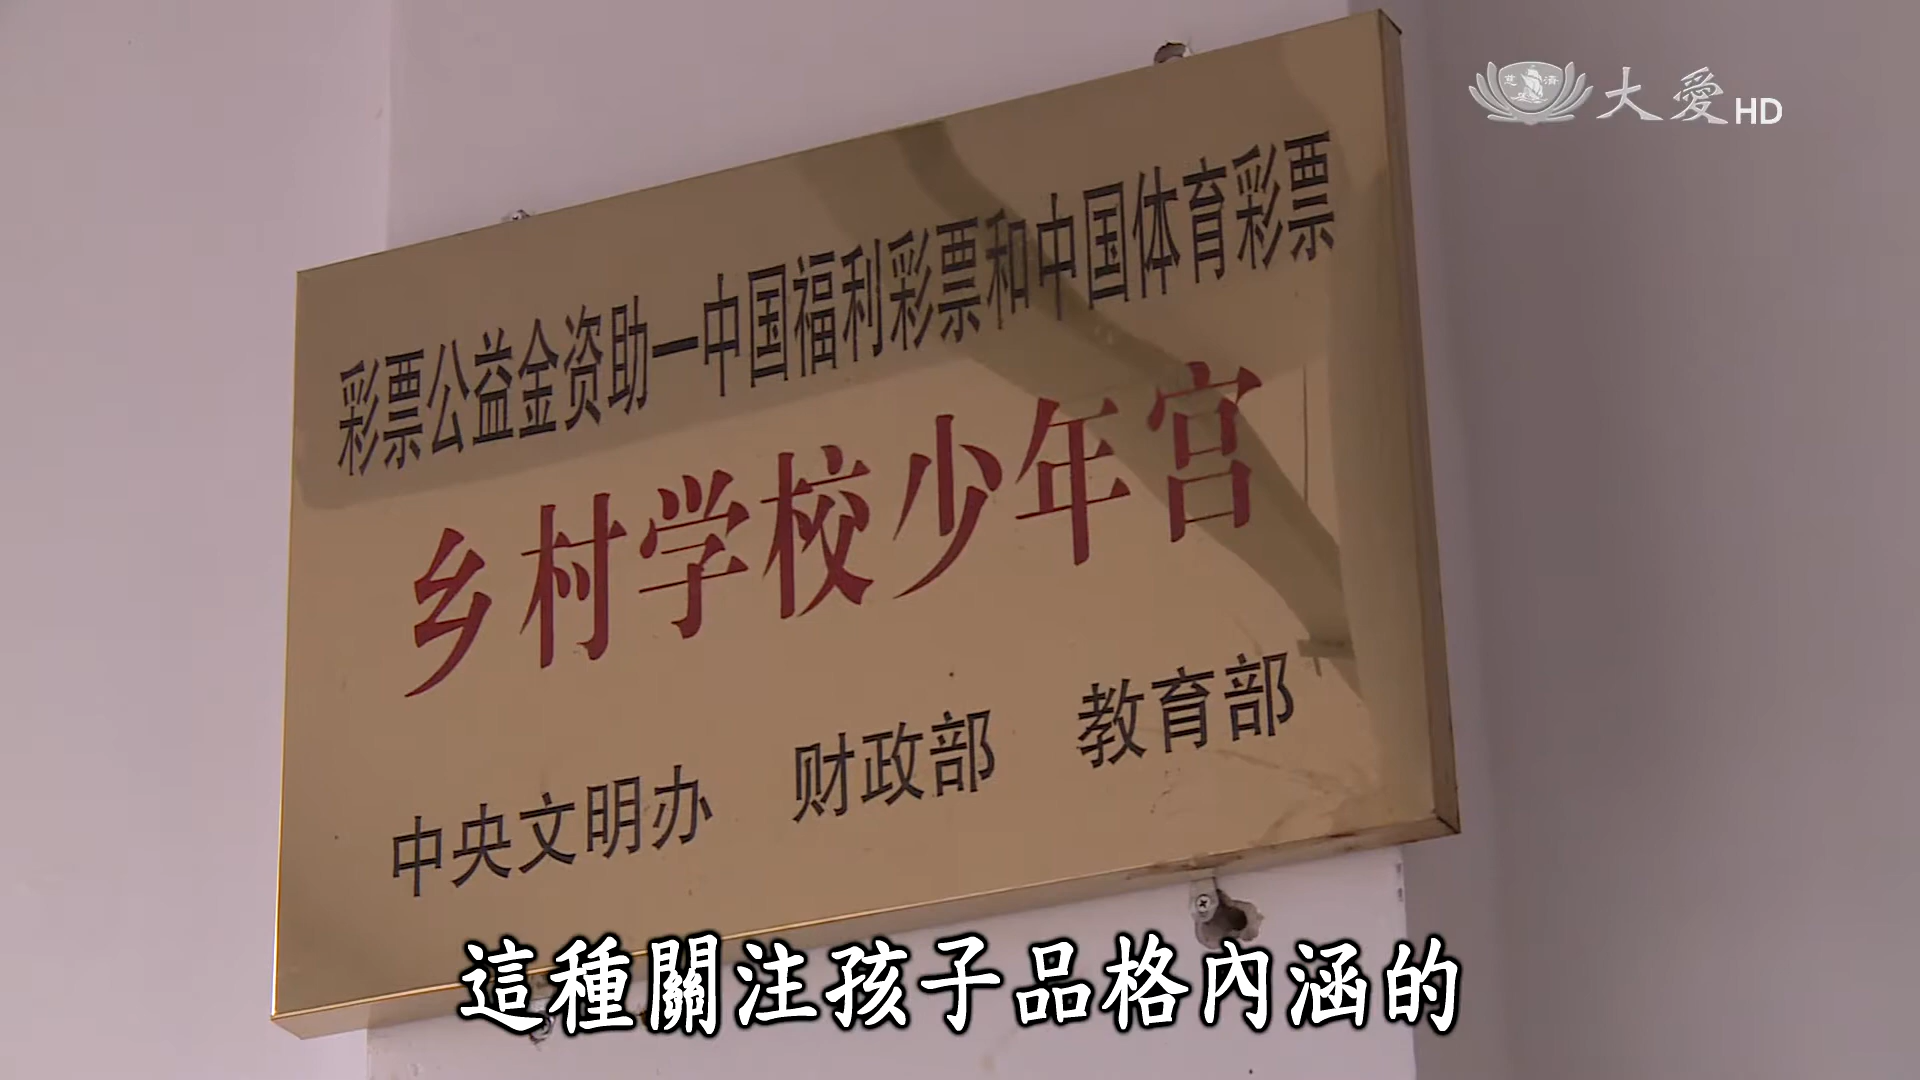 大愛HD
彩票公益金资助—中国福利彩票和中国体育彩票
乡村学校少年宫
中央文明办 财政部 教育部
這種關注孩子品格內涵的